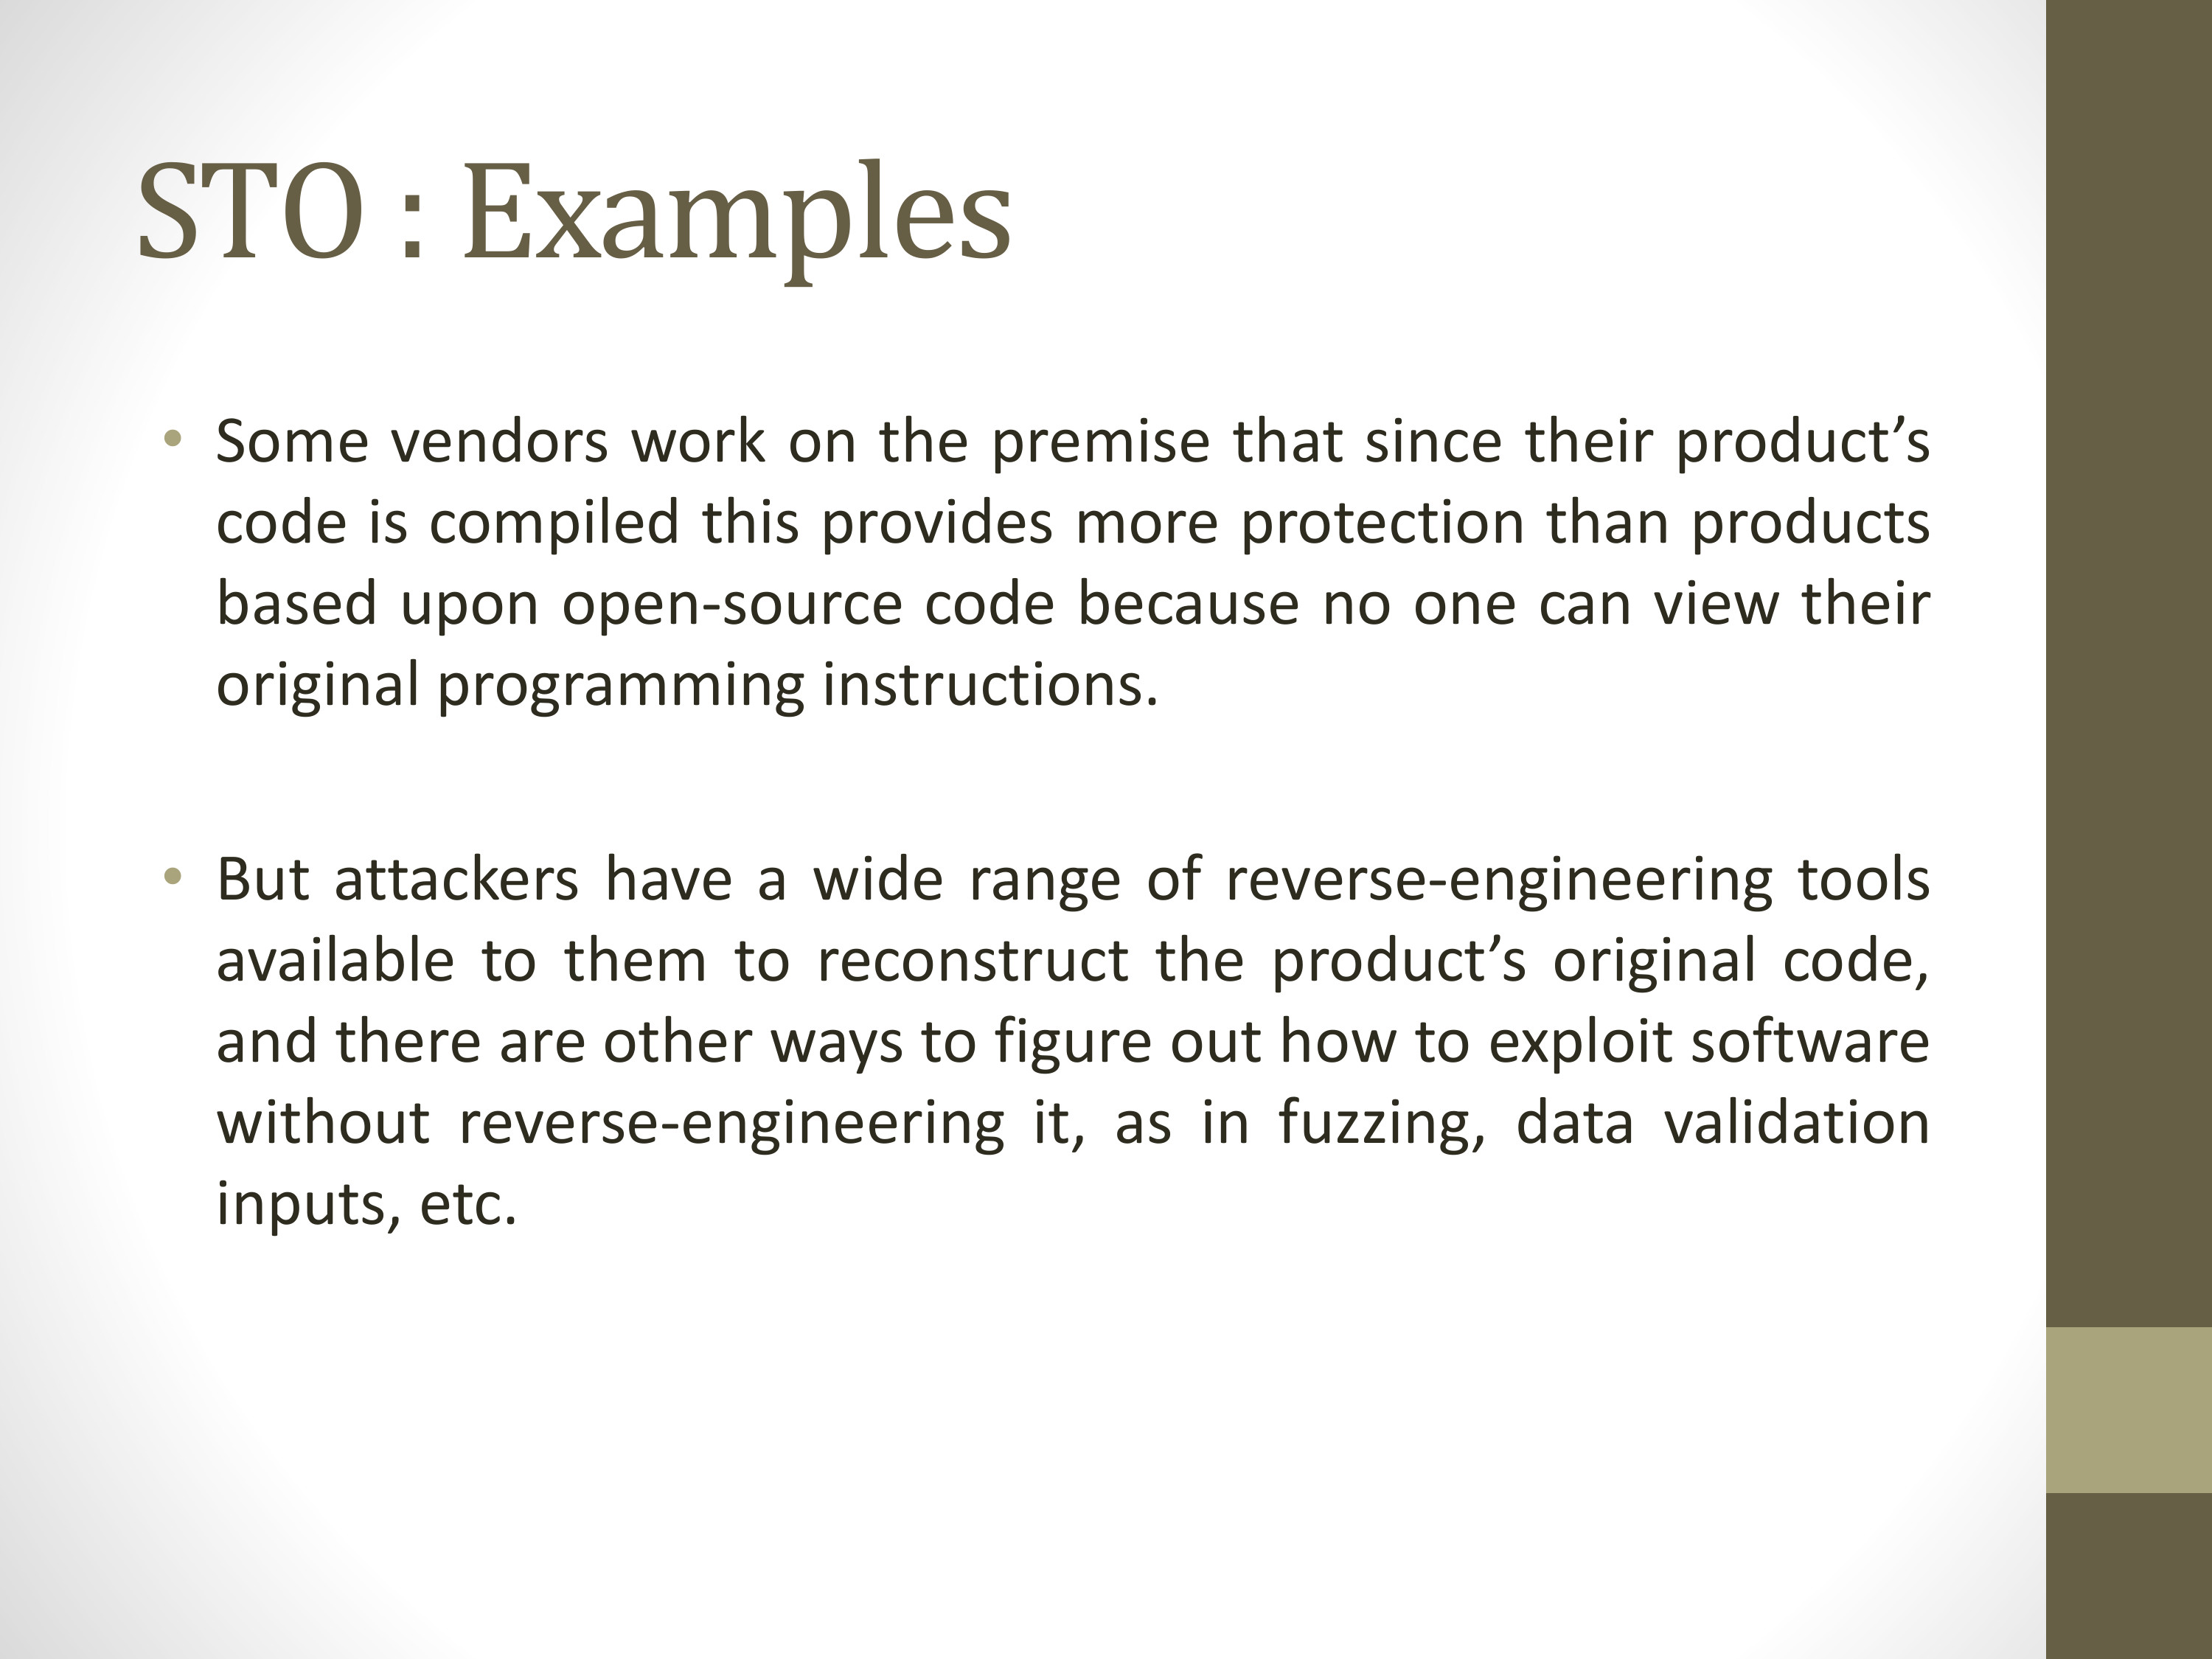 STO : Examples
• Some vendors work on the premise that since their product’s
code is compiled this provides more protection than products
based upon open-source code because no one can view their
original programming instructions.
• But attackers have a wide range of reverse-engineering tools
available to them to reconstruct the product’s original code,
and there are other ways to figure out how to exploit software
without reverse-engineering it, as in fuzzing, data validation
inputs, etc.